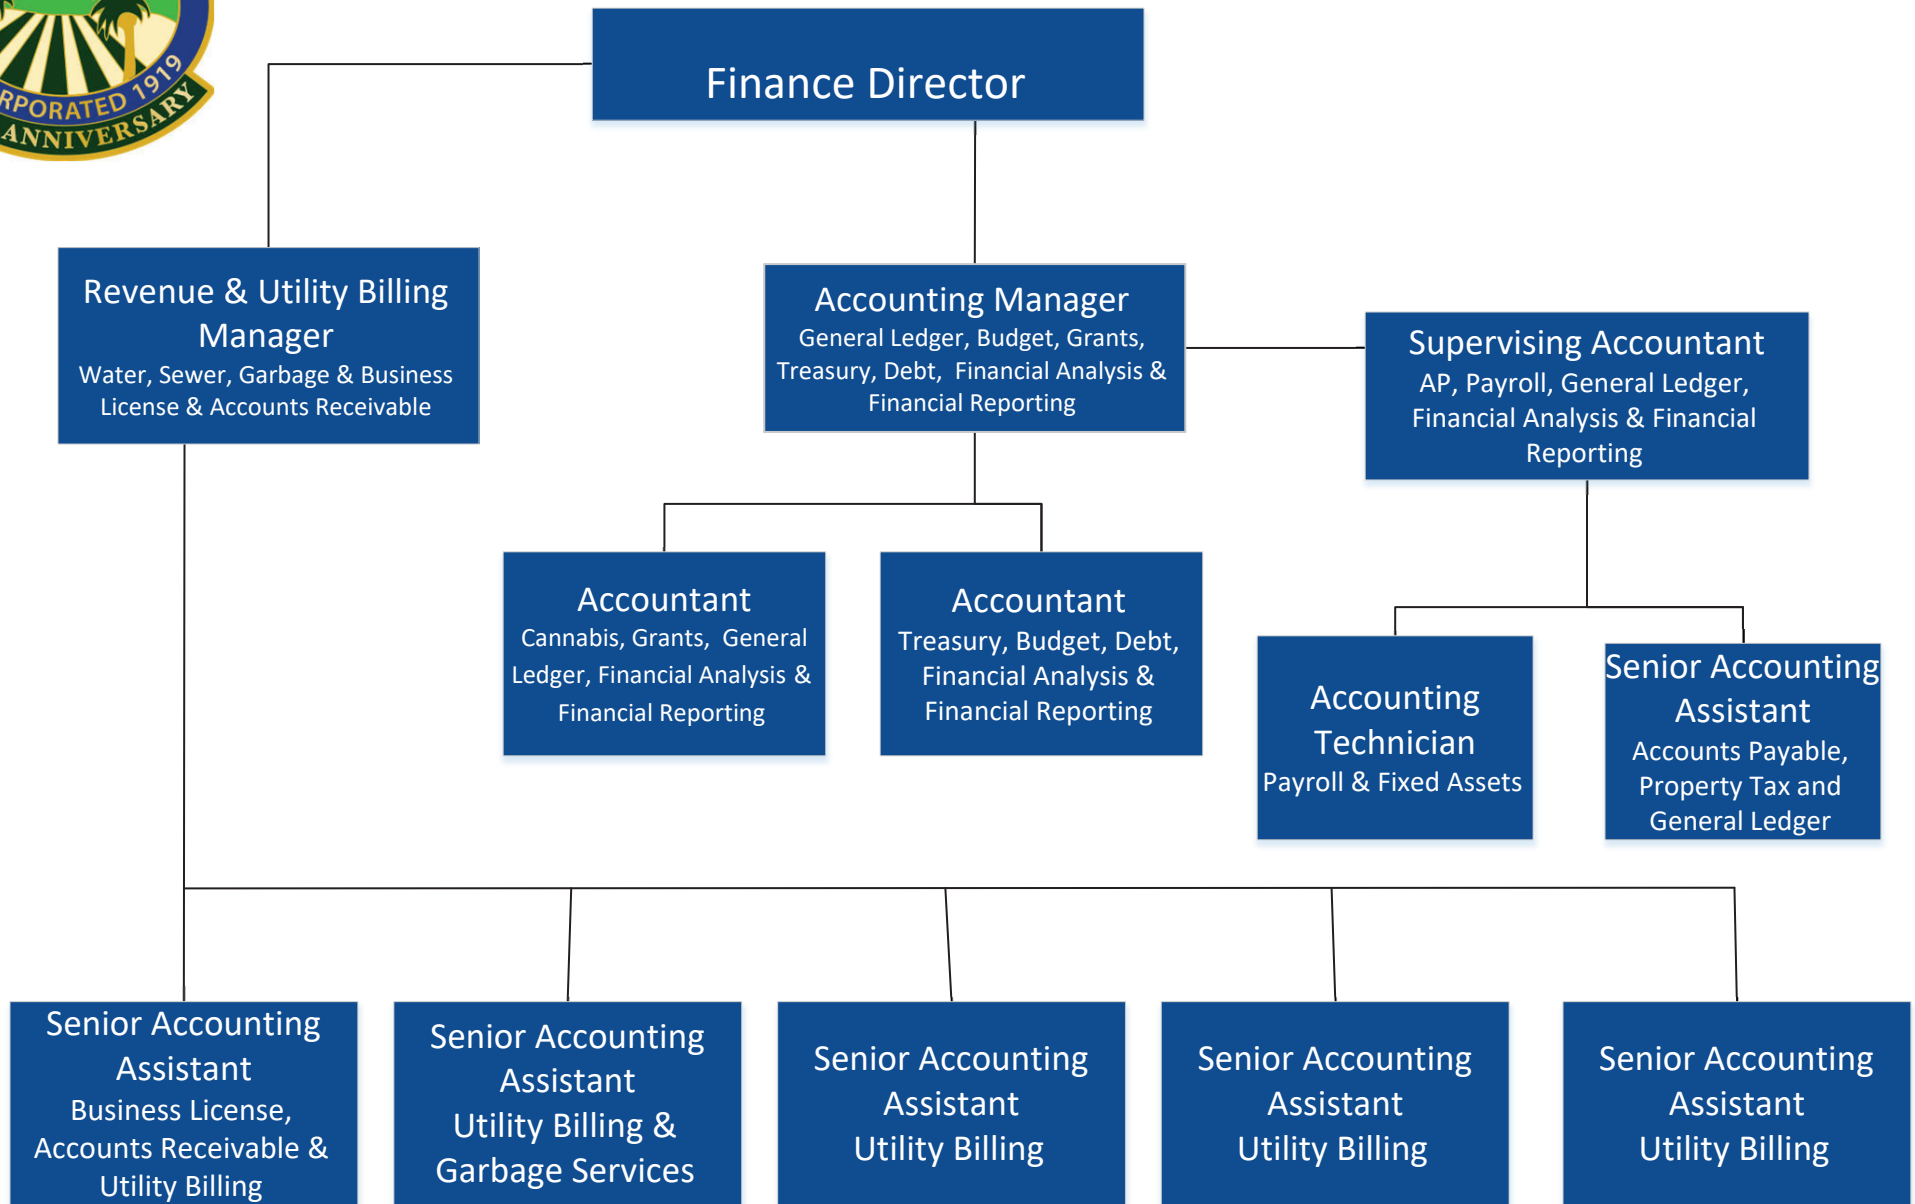 RPORATED 1919
ANNIVERSARY
Finance Director
Revenue & Utility Billing
Manager
Water, Sewer, Garbage & Business
License & Accounts Receivable
Accounting Manager
General Ledger, Budget, Grants,
Treasury, Debt,  Financial Analysis &
Financial Reporting
Supervising Accountant
AP, Payroll, General Ledger,
Financial Analysis & Financial
Reporting
Accountant
Cannabis, Grants,  General
Ledger, Financial Analysis &
Financial Reporting
Accountant
Treasury, Budget, Debt,
Financial Analysis &
Financial Reporting
Accounting
Technician
Payroll & Fixed Assets
Senior Accounting
Assistant
Accounts Payable,
Property Tax and
General Ledger
Senior Accounting
Assistant
Business License,
Accounts Receivable &
Utility Billing
Senior Accounting
Assistant
Utility Billing &
Garbage Services
Senior Accounting
Assistant
Utility Billing
Senior Accounting
Assistant
Utility Billing
Senior Accounting
Assistant
Utility Billing